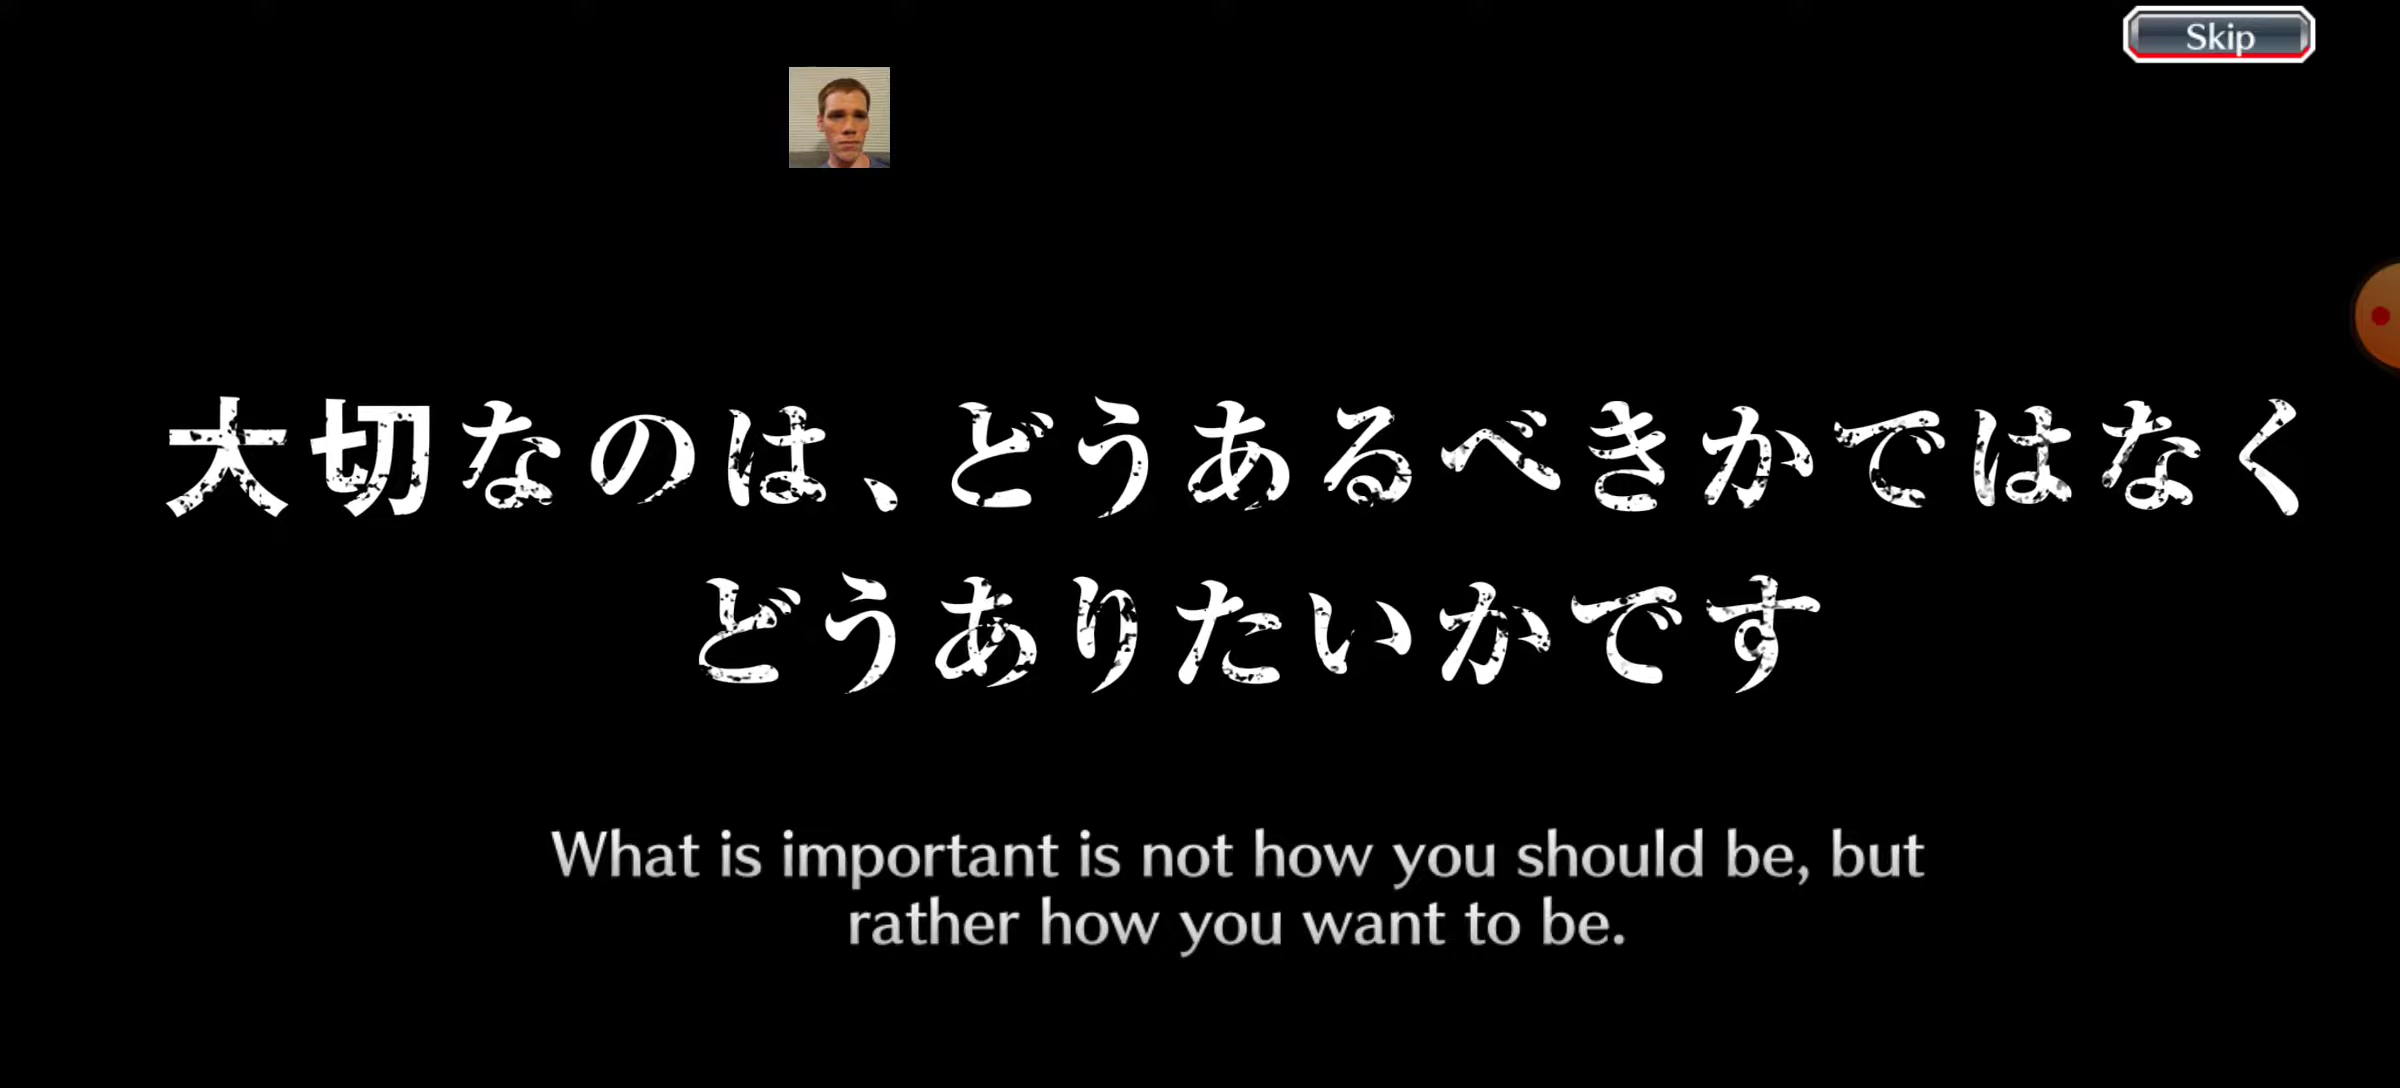 Skip
大切なのは、どうあるべきかではなく
どうありたいかです
What is important is not how you should be, but
rather how you want to be.